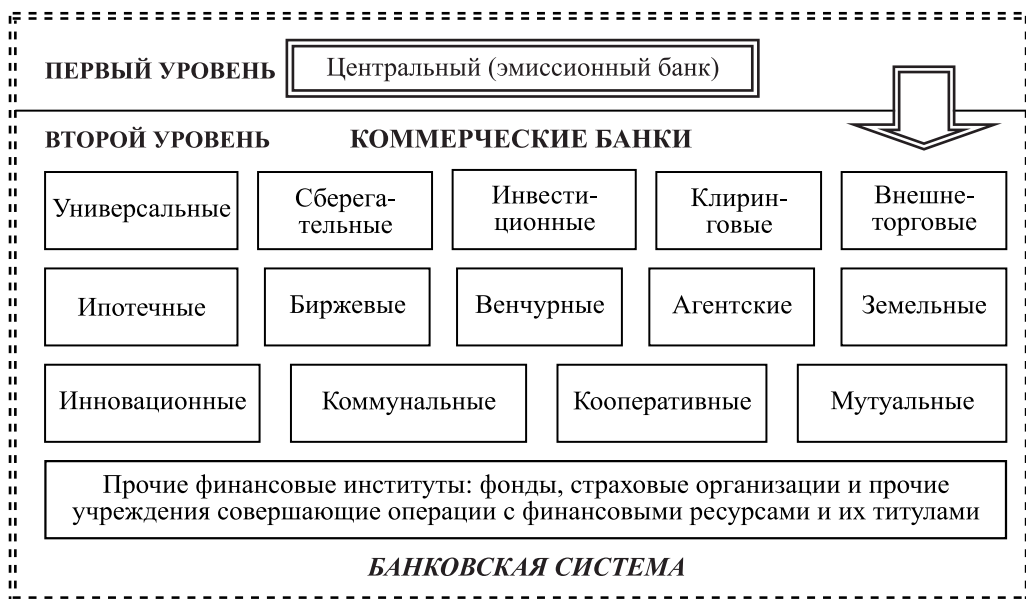 ПЕРВЫЙ УРОВЕНЬ
Центральный (эмиссионный банк)
ВТОРОЙ УРОВЕНЬ
КОММЕРЧЕСКИЕ БАНКИ
Универсальные
Сберега-
тельные
Инвести-
ционные
Клирин-
говые
Внешне-
торговые
Ипотечные
Биржевые
Венчурные
Агентские
Земельные
Инновационные
Коммунальные
Кооперативные
Мутуальные
Прочие финансовые институты: фонды, страховые организации и прочие
учреждения совершающие операции с финансовыми ресурсами и их титулами
БАНКОВСКАЯ СИСТЕМА